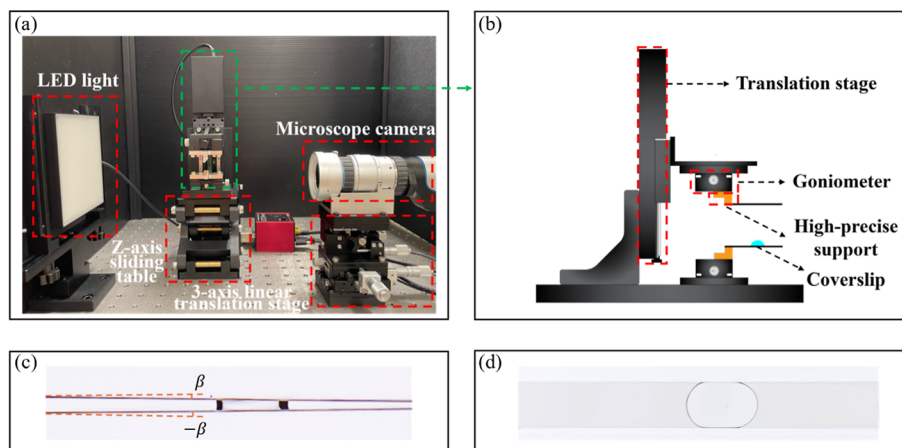 (a)
LED light
Microscope camera
Z-axis
sliding
table
3-axis linear
translation stage
(b)
Translation stage
Goniometer
High-precise
support
Coverslip
(c)
β
−β
(d)